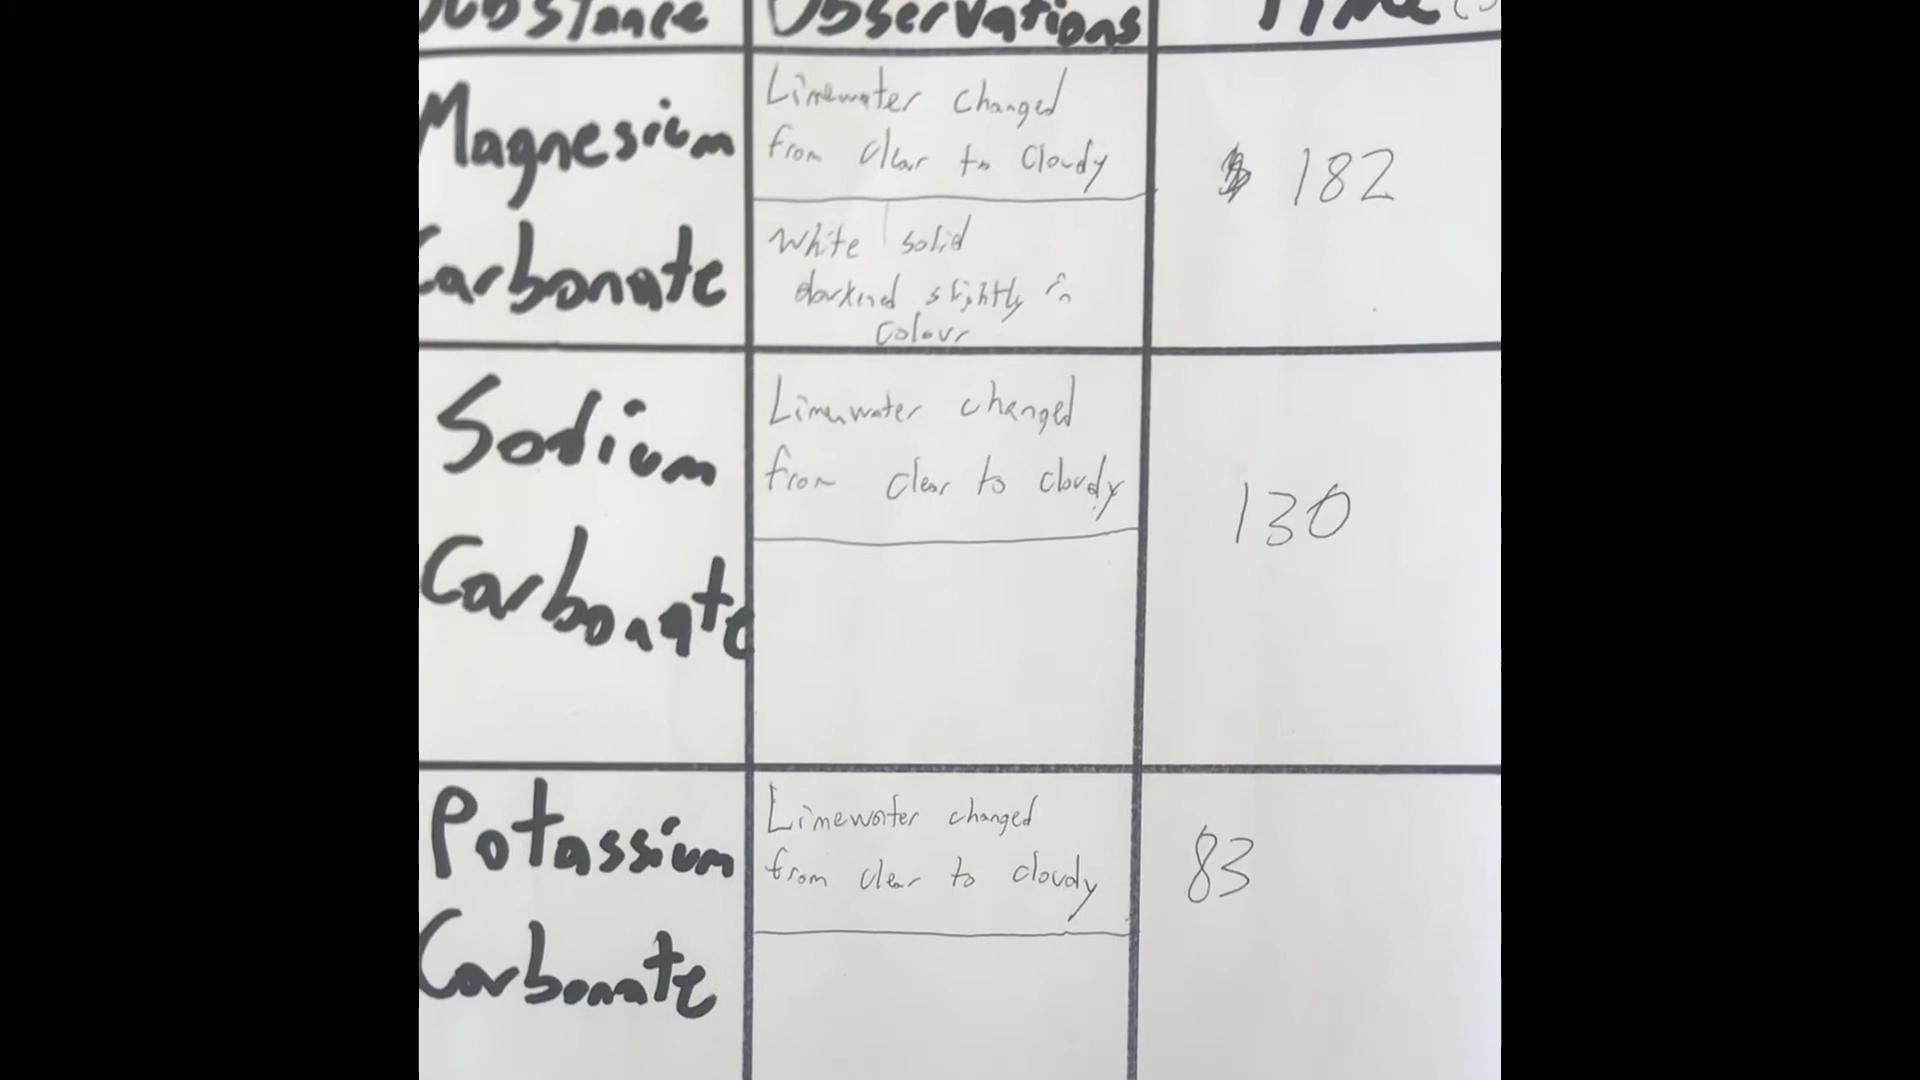 Substance
Observations
Time
Magnesium
Carbonate
Limewater changed
from clear to cloudy
White solid
darkened slightly in
colour
182
Sodium
Carbonate
Limewater changed
from clear to cloudy
130
Potassium
Carbonate
Limewater changed
from clear to cloudy
83